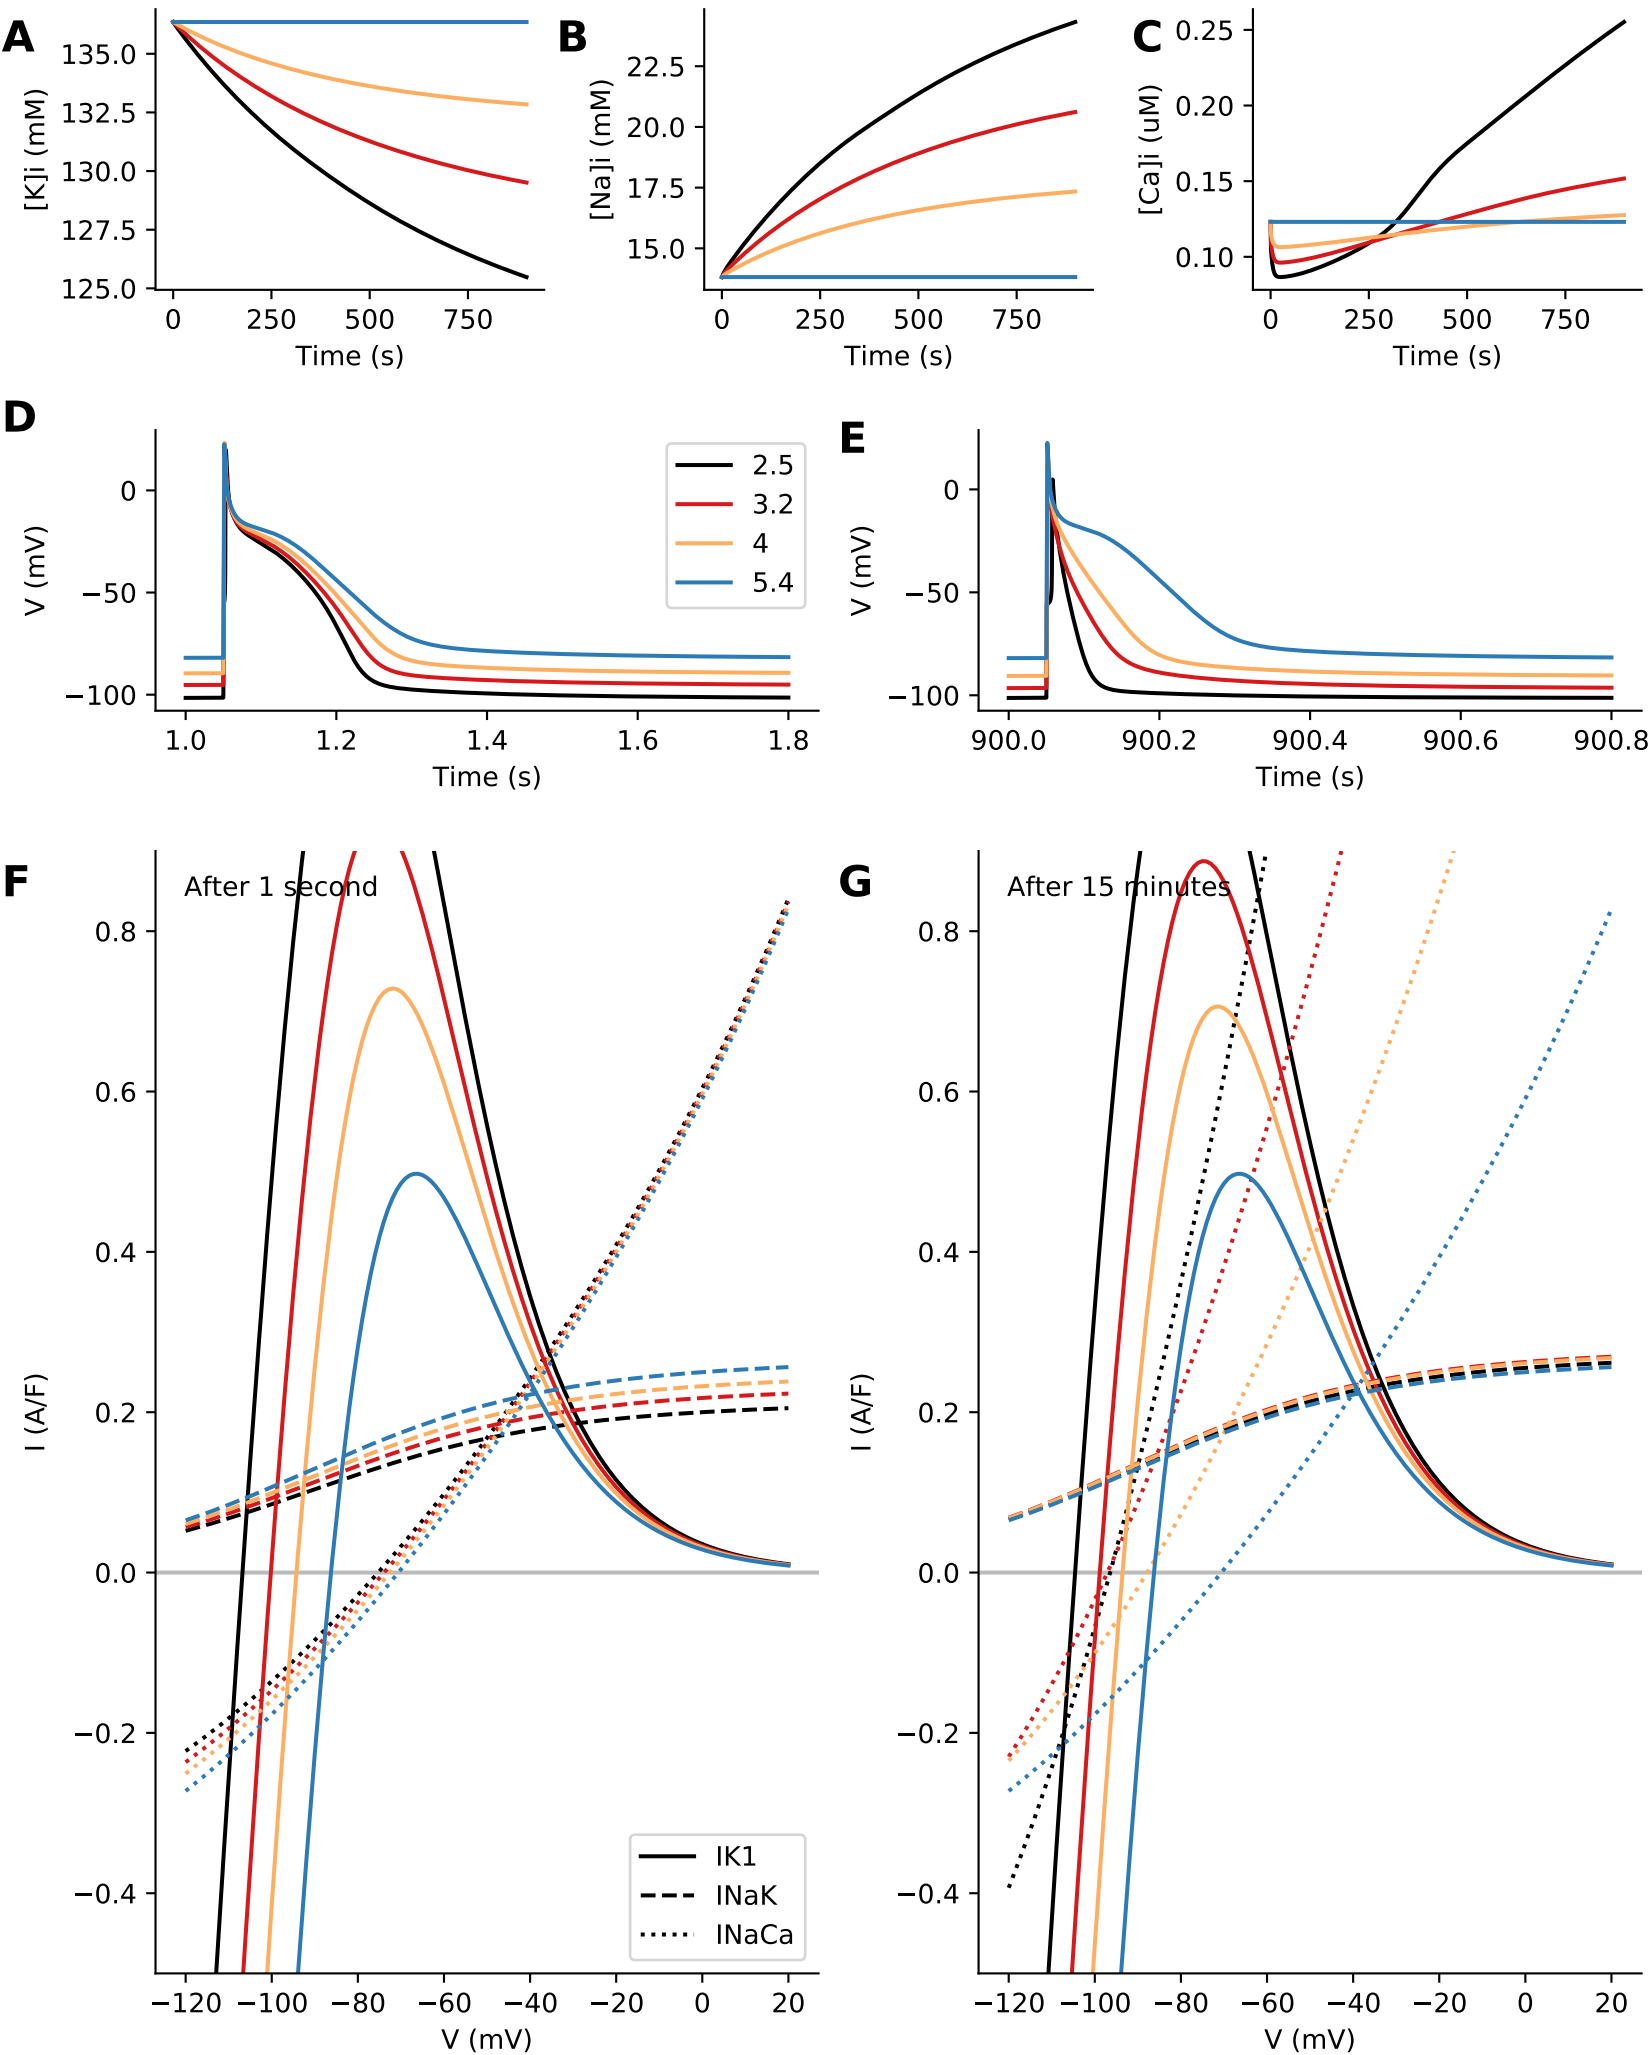 A
[K]i (mM)
135.0
132.5
130.0
127.5
125.0
0 250 500 750
Time (s)
B
[Na]i (mM)
22.5
20.0
17.5
15.0
0 250 500 750
Time (s)
C
[Ca]i (uM)
0.25
0.20
0.15
0.10
0 250 500 750
Time (s)
D
V (mV)
0
−50
−100
1.0 1.2 1.4 1.6 1.8
Time (s)
2.5
3.2
4
5.4
E
V (mV)
0
−50
−100
900.0 900.2 900.4 900.6 900.8
Time (s)
F
After 1 second
I (A/F)
0.8
0.6
0.4
0.2
0.0
−0.2
−0.4
−120 −100 −80 −60 −40 −20 0 20
V (mV)
IK1
INaK
INaCa
G
After 15 minutes
I (A/F)
0.8
0.6
0.4
0.2
0.0
−0.2
−0.4
−120 −100 −80 −60 −40 −20 0 20
V (mV)